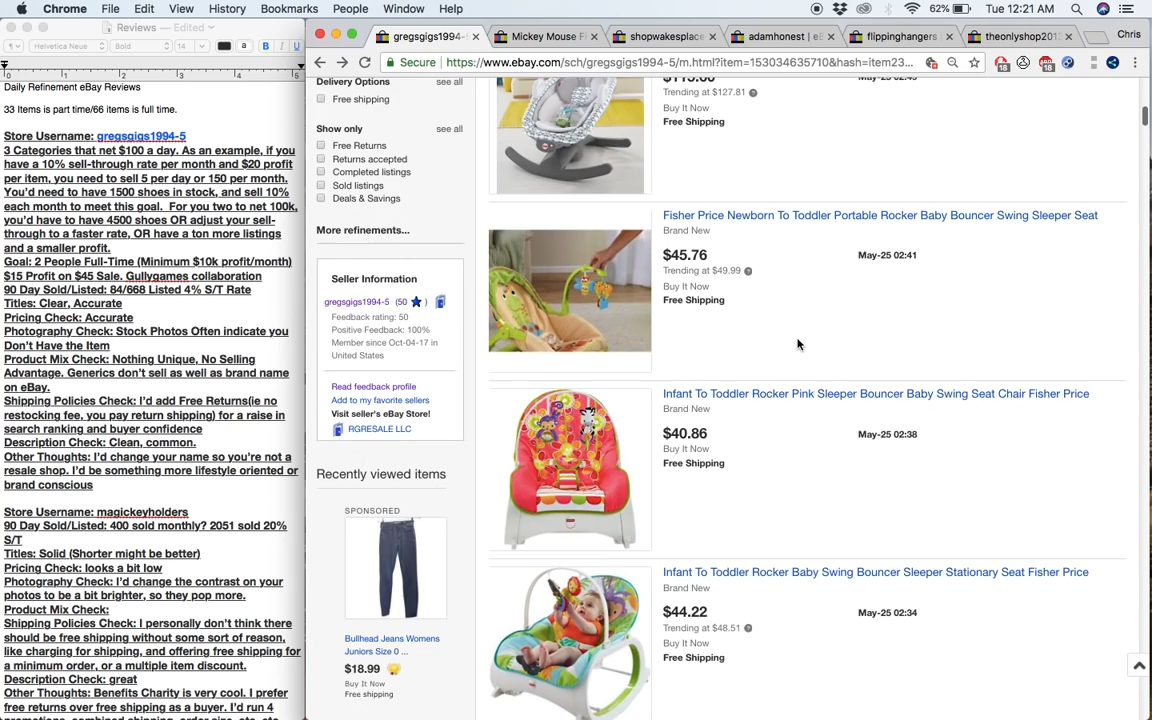 Chrome File Edit View History Bookmarks People Window Help 62% Tue 12:21 AM Chris
Reviews — Edited
Helvetica Neue Bold 14 a B I U
0 1 2 3 4 5
Daily Refinement eBay Reviews
33 Items is part time/66 items is full time.
Store Username: gregsgigs1994-5
3 Categories that net $100 a day. As an example, if you
have a 10% sell-through rate per month and $20 profit
per item, you need to sell 5 per day or 150 per month.
You'd need to have 1500 shoes in stock, and sell 10%
each month to meet this goal. For you two to net 100k,
you'd have to have 4500 shoes OR adjust your sell-
through to a faster rate, OR have a ton more listings
and a smaller profit.
Goal: 2 People Full-Time (Minimum $10k profit/month)
$15 Profit on $45 Sale. Gullygames collaboration
90 Day Sold/Listed: 84/668 Listed 4% S/T Rate
Titles: Clear, Accurate
Pricing Check: Accurate
Photography Check: Stock Photos Often indicate you
Don't Have the Item
Product Mix Check: Nothing Unique, No Selling
Advantage. Generics don't sell as well as brand name
on eBay.
Shipping Policies Check: I'd add Free Returns(ie no
restocking fee, you pay return shipping) for a raise in
search ranking and buyer confidence
Description Check: Clean, common.
Other Thoughts: I'd change your name so you're not a
resale shop. I'd be something more lifestyle oriented or
brand conscious
Store Username: magickeyholders
90 Day Sold/Listed: 400 sold monthly? 2051 sold 20%
S/T
Titles: Solid (Shorter might be better)
Pricing Check: looks a bit low
Photography Check: I'd change the contrast on your
photos to be a bit brighter, so they pop more.
Product Mix Check:
Shipping Policies Check: I personally don't think there
should be free shipping without some sort of reason,
like charging for shipping, and offering free shipping for
a minimum order, or a multiple item discount.
Description Check: great
Other Thoughts: Benefits Charity is very cool. I prefer
free returns over free shipping as a buyer. I'd run 4
promotions, combined shipping, order size, etc. etc.
gregsgigs1994- Mickey Mouse Fi shopwakesplace adamhonest | eB flippinghangers theonlyshop2013
Secure https://www.ebay.com/sch/gregsgigs1994-5/m.html?item=153034635710&hash=item23... 18 18
Delivery Options see all
Free shipping
Show only see all
Free Returns
Returns accepted
Completed listings
Sold listings
Deals & Savings
More refinements...
Seller Information
gregsgigs1994-5 (50 )
Feedback rating: 50
Positive Feedback: 100%
Member since Oct-04-17 in
United States
Read feedback profile
Add to my favorite sellers
Visit seller's eBay Store!
RGRESALE LLC
Recently viewed items
SPONSORED
Bullhead Jeans Womens
Juniors Size 0 ...
$18.99
Buy It Now
Free shipping
Trending at $127.81
Buy It Now
Free Shipping
Fisher Price Newborn To Toddler Portable Rocker Baby Bouncer Swing Sleeper Seat
Brand New
$45.76 May-25 02:41
Trending at $49.99
Buy It Now
Free Shipping
Infant To Toddler Rocker Pink Sleeper Bouncer Baby Swing Seat Chair Fisher Price
Brand New
$40.86 May-25 02:38
Buy It Now
Free Shipping
Infant To Toddler Rocker Baby Swing Bouncer Sleeper Stationary Seat Fisher Price
Brand New
$44.22 May-25 02:34
Trending at $48.51
Buy It Now
Free Shipping